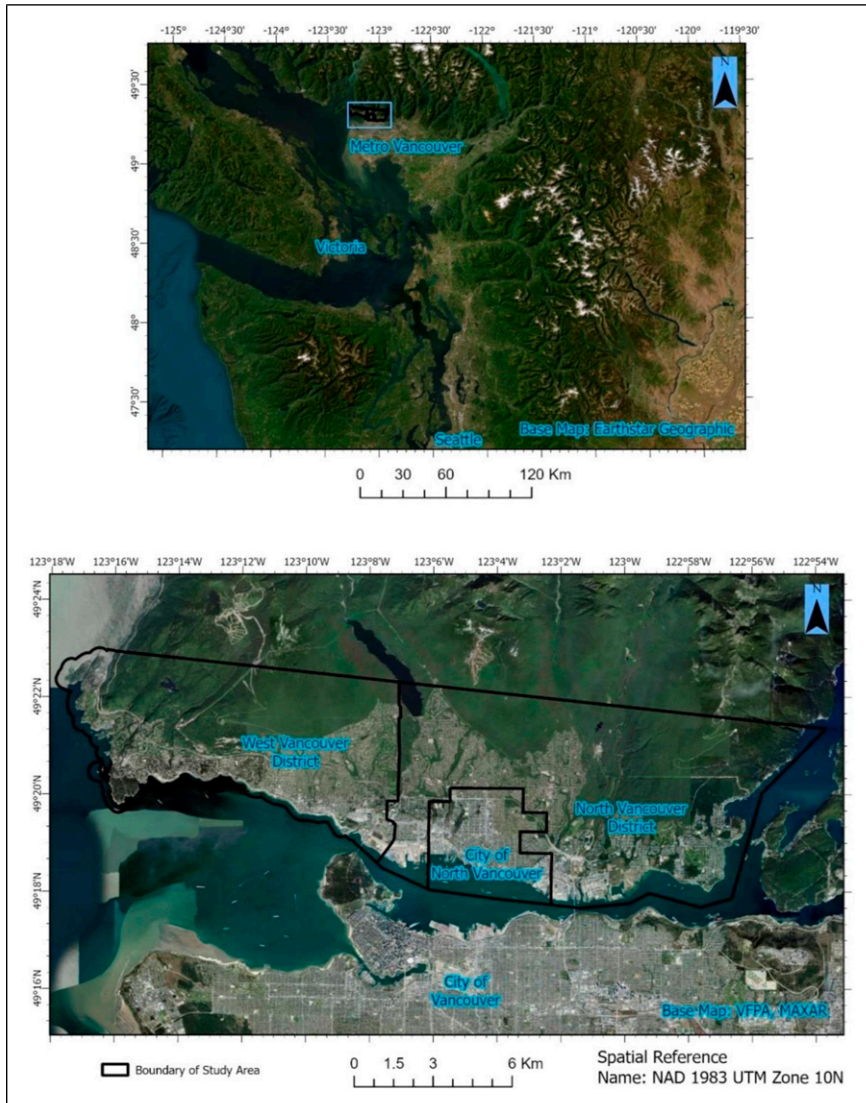 -125° -124°30' -124° -123°30' -123° -122°30' -122° -121°30' -121° -120°30' -120° -119°30'
N
49°30'
49°
48°30'
48°
47°30'
Metro Vancouver
Victoria
Base Map: Earthstar Geographic
Seattle
0 30 60 120 Km
123°18'W 123°16'W 123°14'W 123°12'W 123°10'W 123°8'W 123°6'W 123°4'W 123°2'W 123°W 122°58'W 122°56'W 122°54'W
N
49°24'N
49°22'N
49°20'N
49°18'N
49°16'N
West Vancouver
District
North Vancouver
District
City of
North Vancouver
City of
Vancouver
Base Map: VFPA, MAXAR
Boundary of Study Area
0 1.5 3 6 Km
Spatial Reference
Name: NAD 1983 UTM Zone 10N